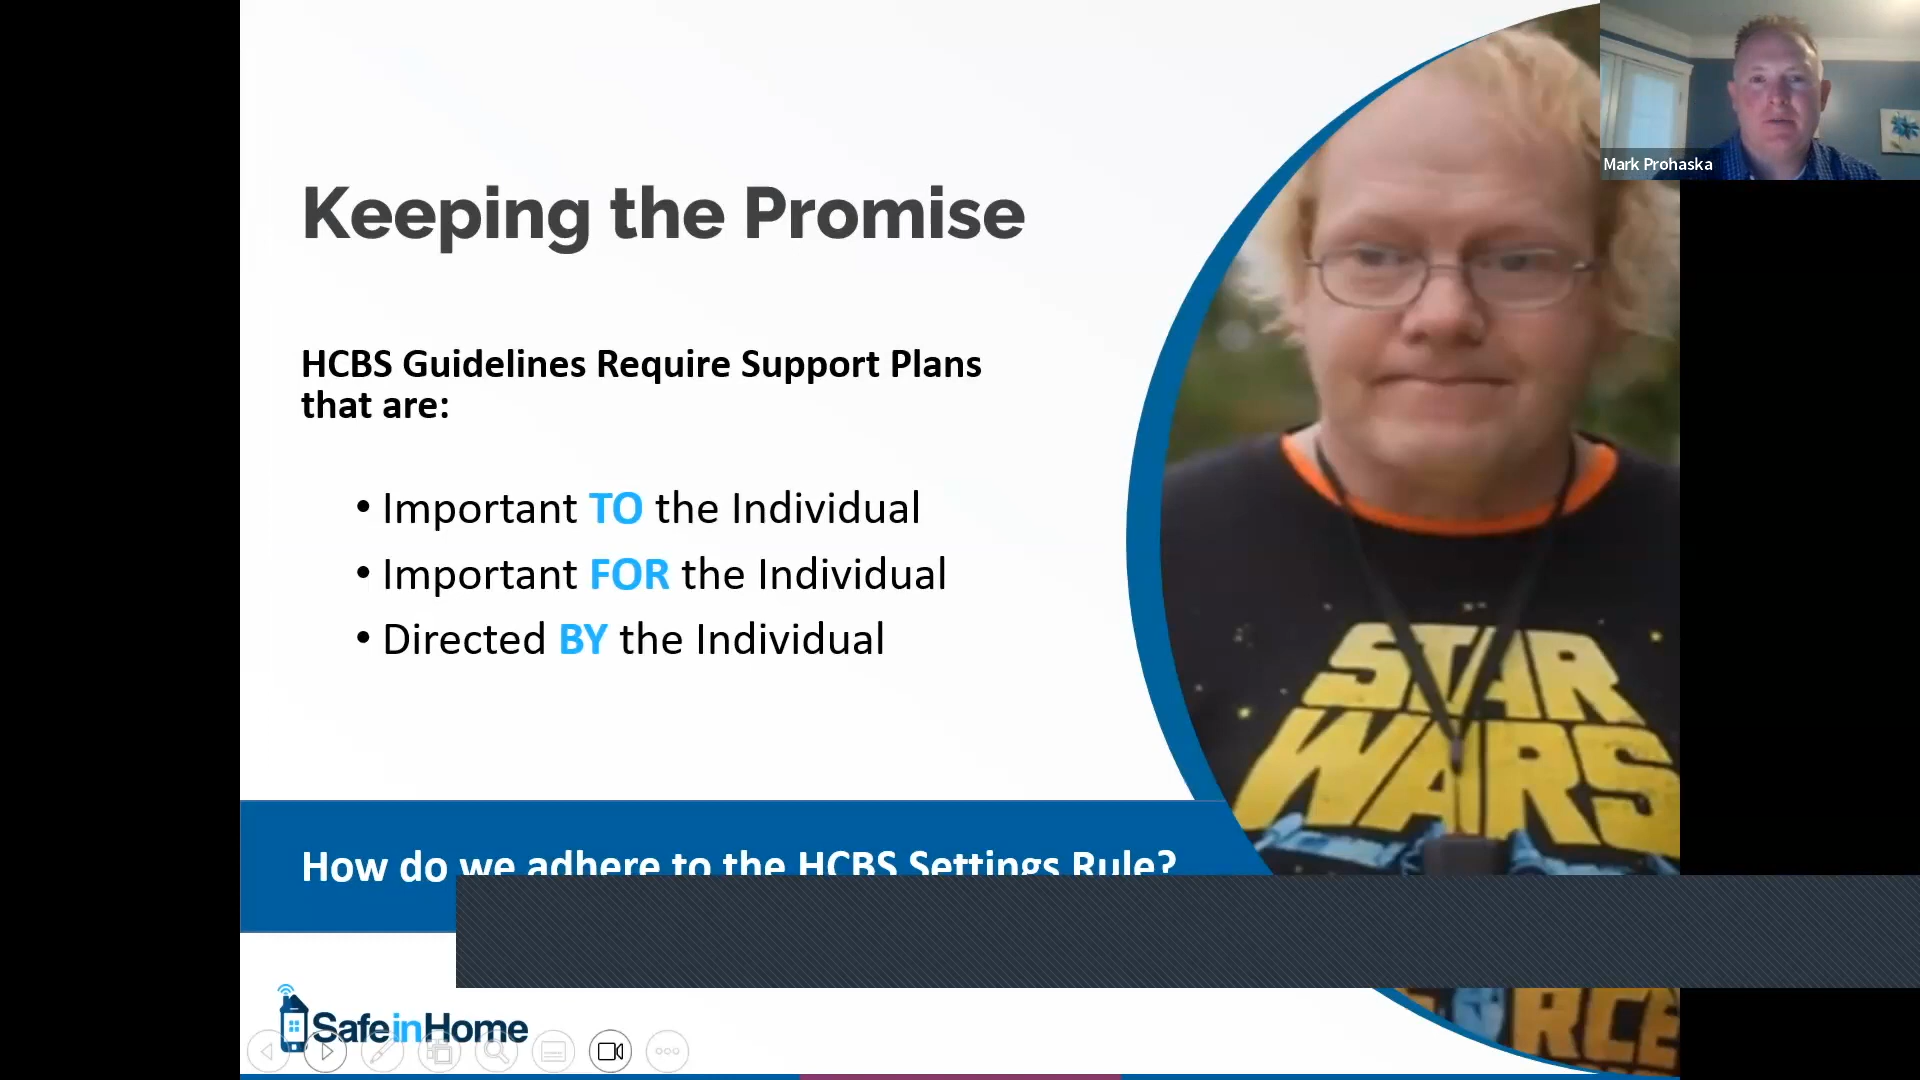 Mark Prohaska
Keeping the Promise
HCBS Guidelines Require Support Plans
that are:
• Important TO the Individual
• Important FOR the Individual
• Directed BY the Individual
STAR
WARS
How do we adhere to the HCBS Settings Rule?
SafeinHome